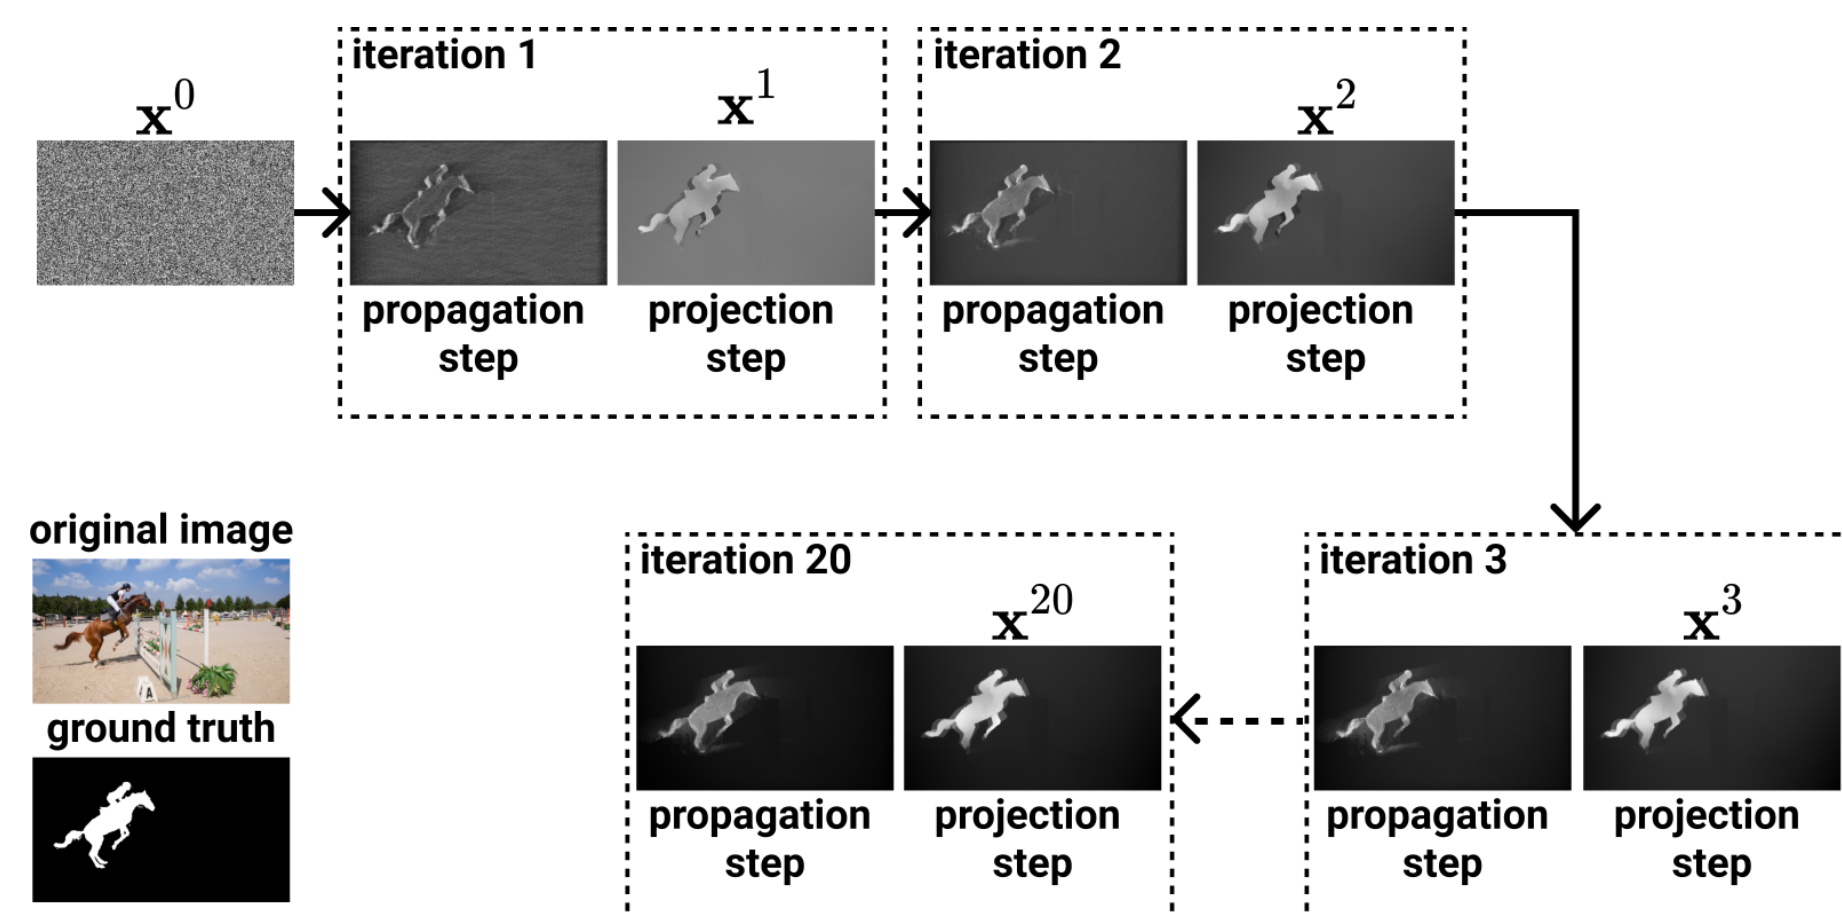 x^0
iteration 1
x^1
propagation
step
projection
step
iteration 2
x^2
propagation
step
projection
step
original image
ground truth
iteration 20
x^20
propagation
step
projection
step
iteration 3
x^3
propagation
step
projection
step
A